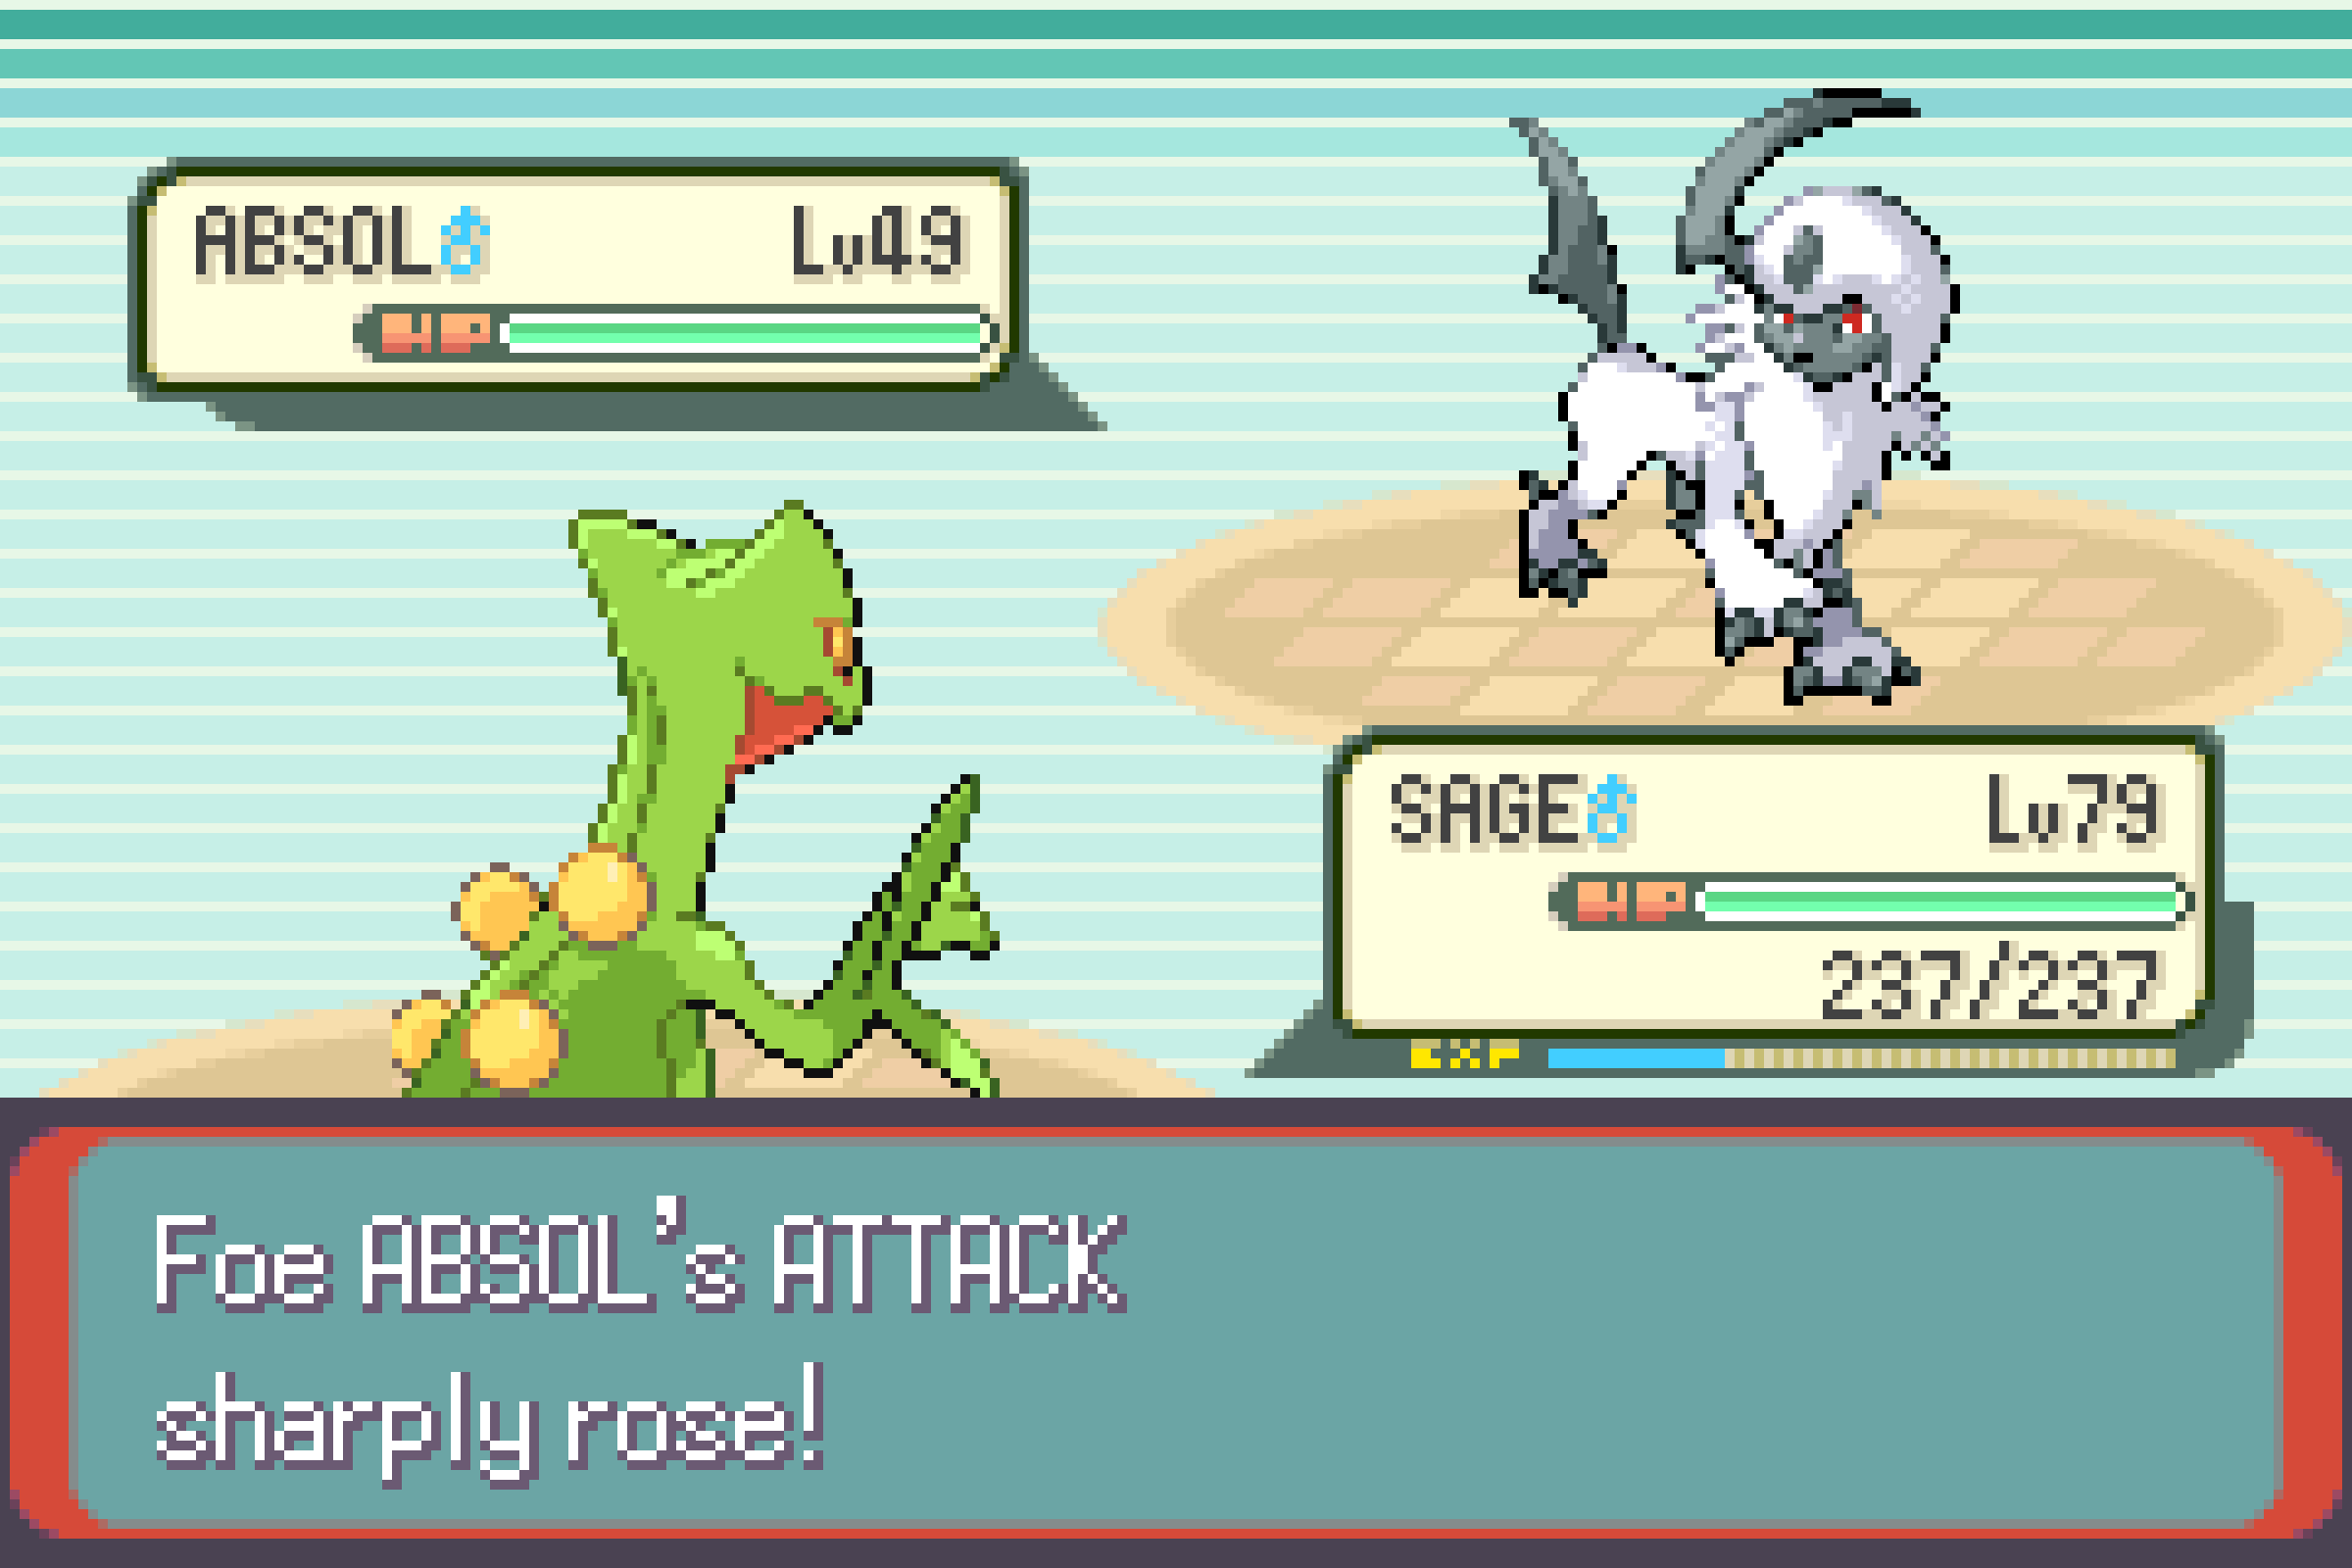 ABSOL♂ Lv49
HP
SAGE♂ Lv79
HP
237/237
EXP
Foe ABSOL's ATTACK
sharply rose!